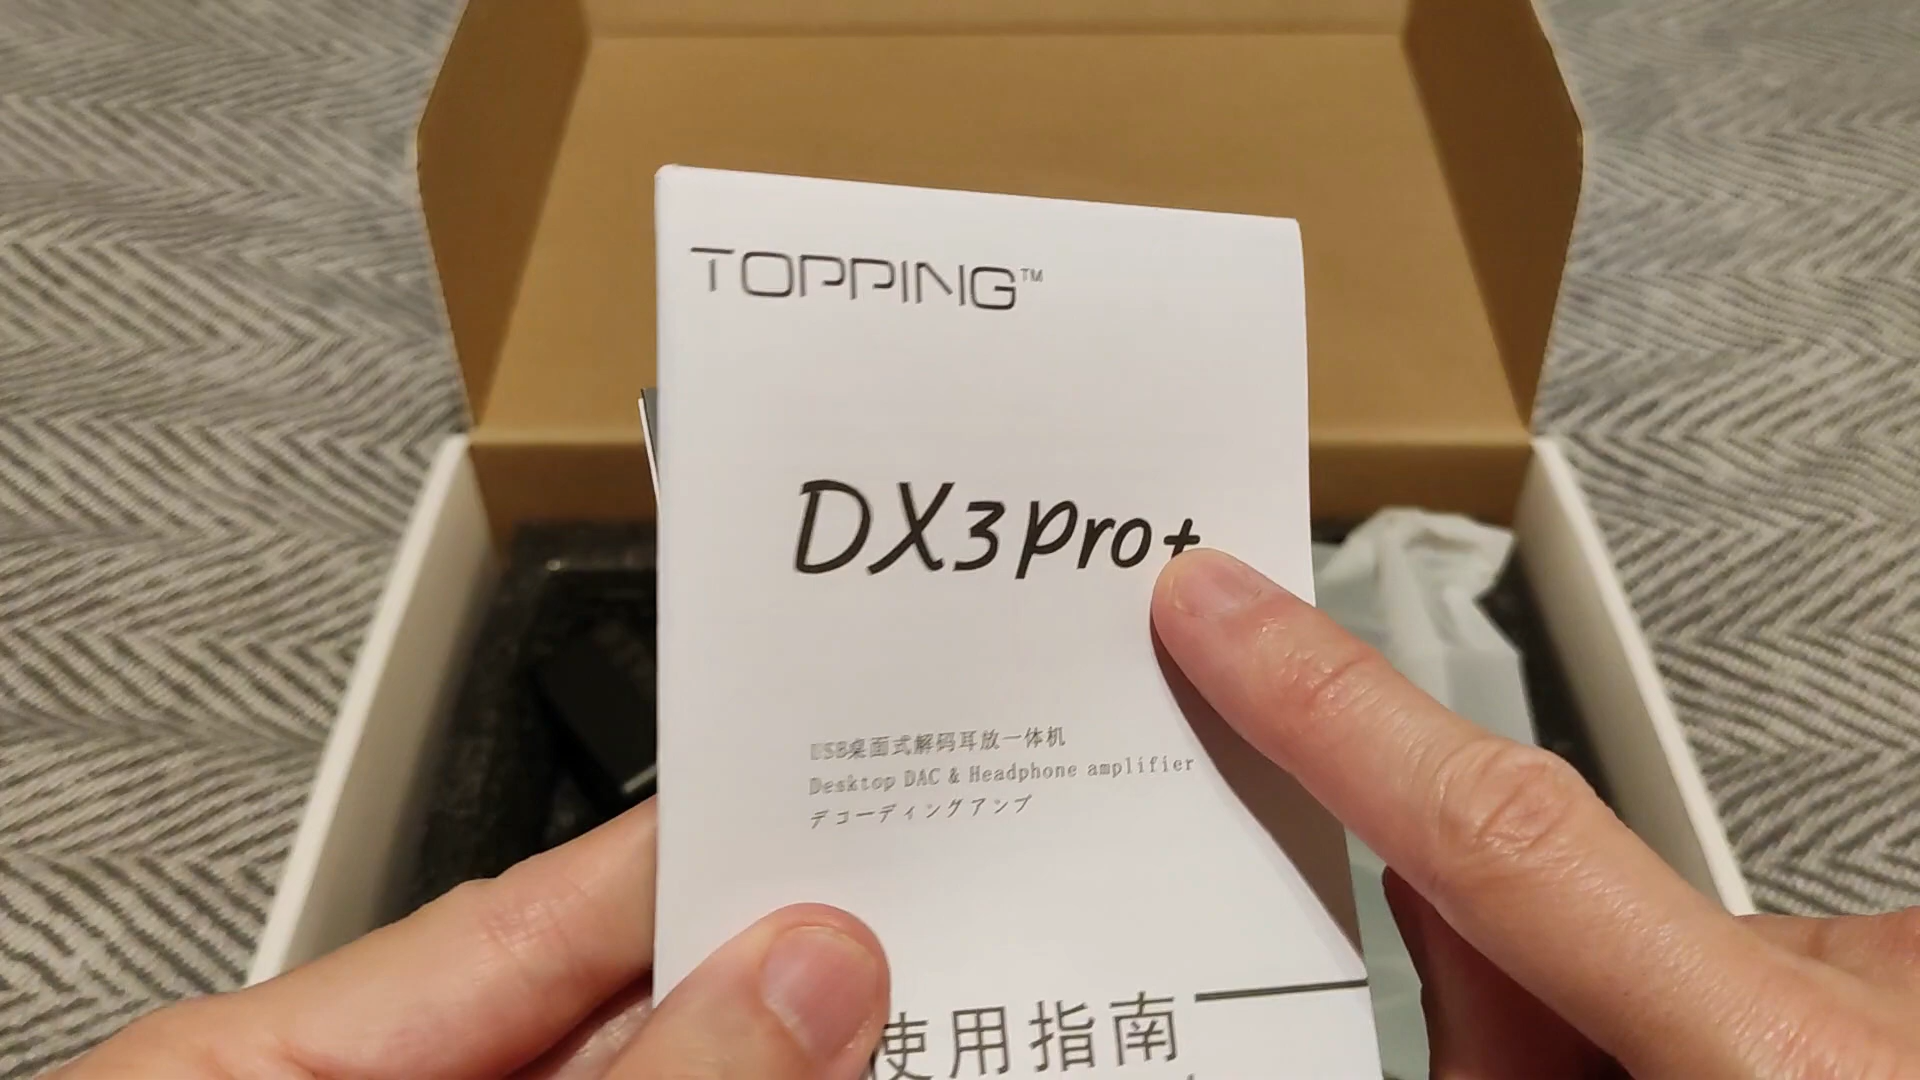 TOPPING™
DX3Pro+
USB桌面式解码耳放一体机
Desktop DAC & Headphone amplifier
デコーディングアンプ
使用指南